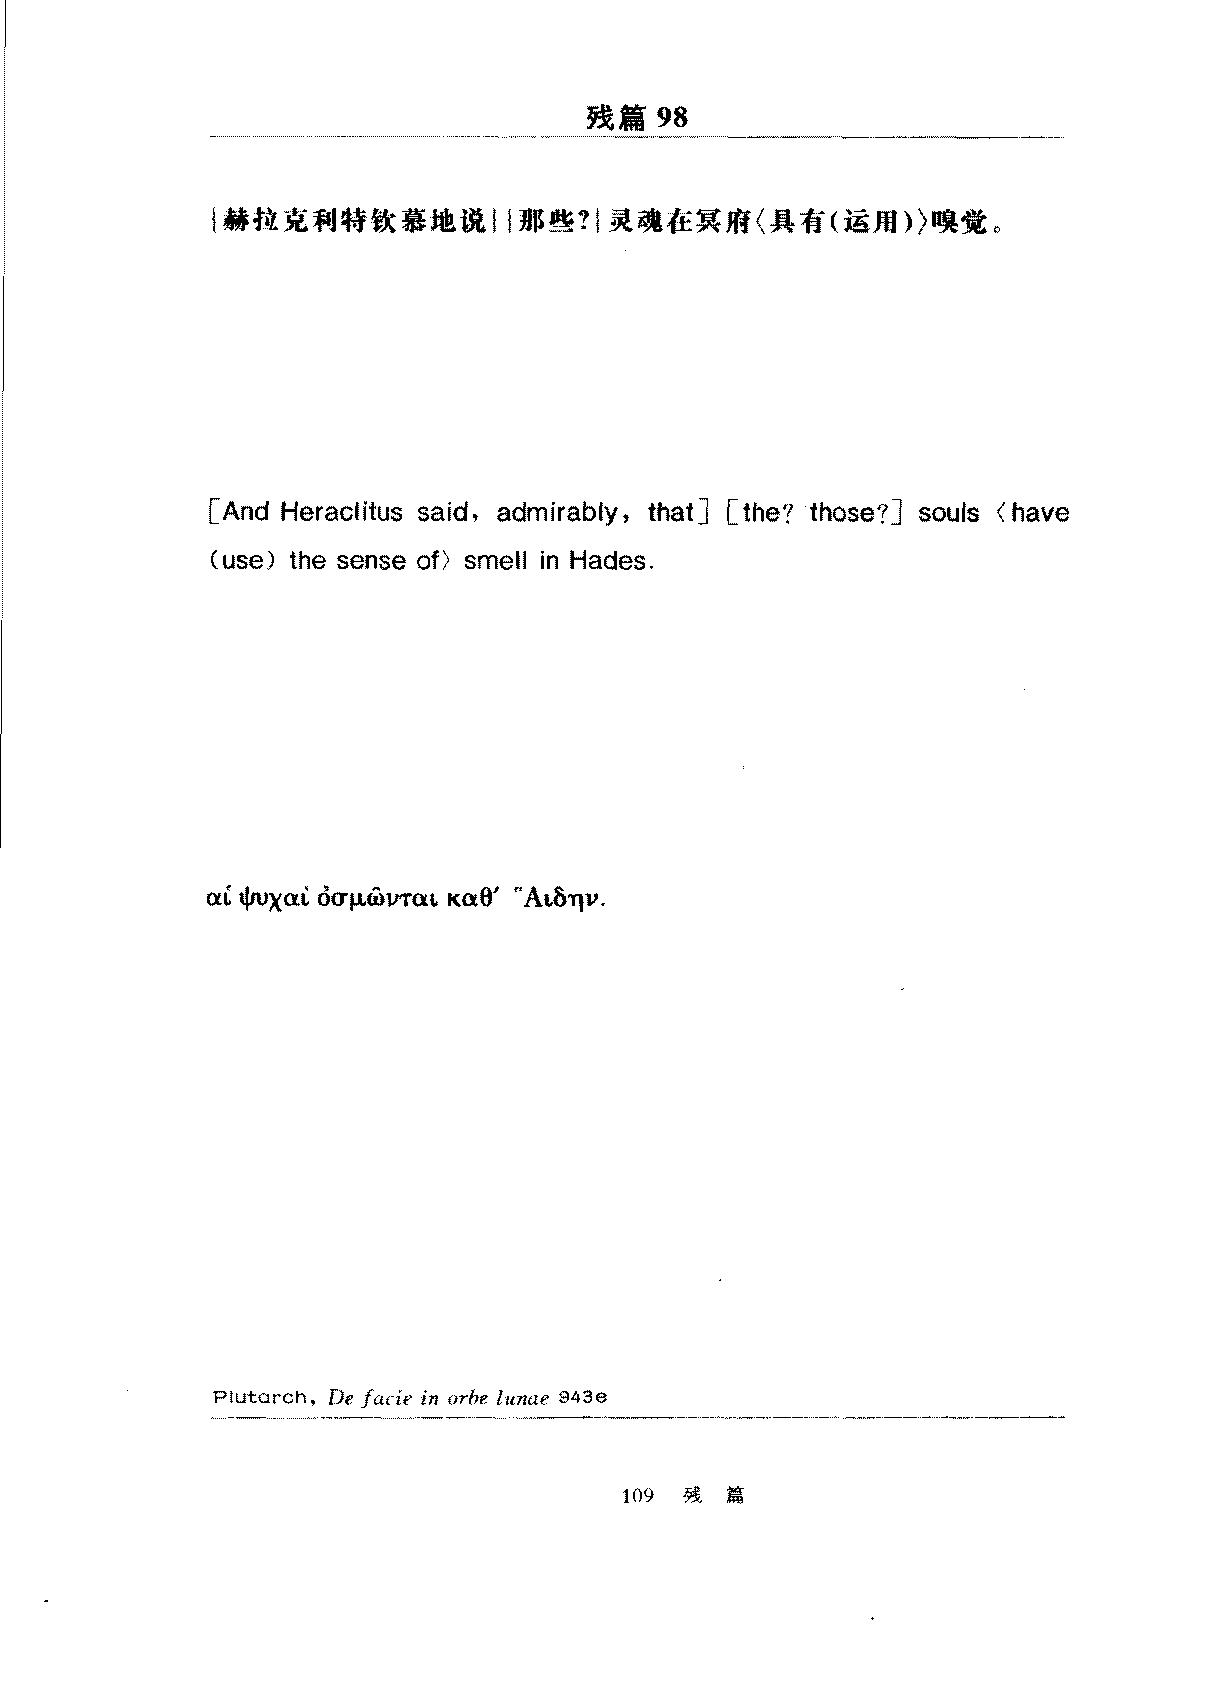 残篇 98
[赫拉克利特钦慕地说][那些?]灵魂在冥府〈具有(运用)〉嗅觉。
[And Heraclitus said, admirably, that] [the? those?] souls 〈have
(use) the sense of〉 smell in Hades.
αἱ ψυχαὶ ὀσμῶνται καθ’ Ἅιδην.
Plutarch, De facie in orbe lunae 943e
109 残 篇